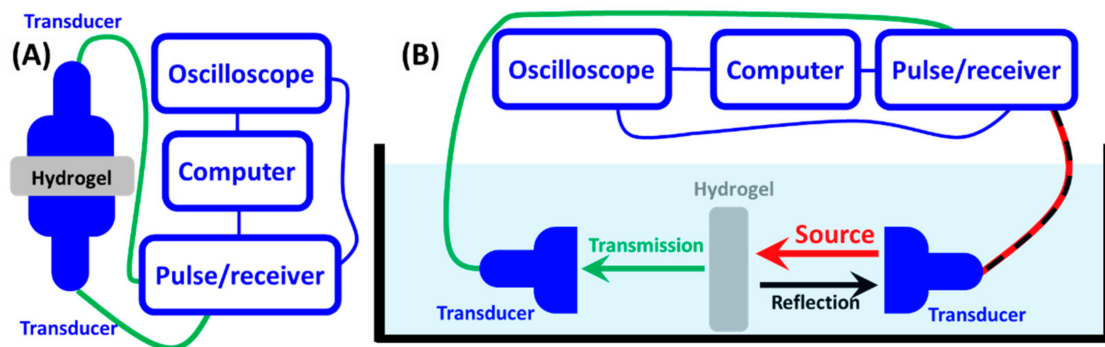 Transducer
(A)
Oscilloscope
Computer
Hydrogel
Pulse/receiver
Transducer
(B)
Oscilloscope
Computer
Pulse/receiver
Hydrogel
Transmission
Source
Reflection
Transducer
Transducer